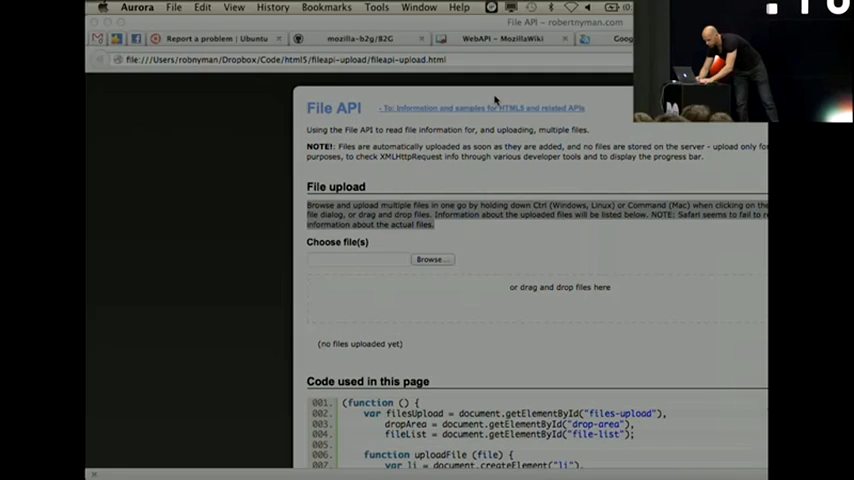 Aurora File Edit View History Bookmarks Tools Window Help
File API - robertnyman.com
Report a problem | Ubuntu mozilla-b2g/B2G WebAPI - MozillaWiki Goog
file:///Users/robnyman/Dropbox/Code/html5/fileapi-upload/fileapi-upload.html
File API - To: Information and samples for HTML5 and related APIs
Using the File API to read file information for, and uploading, multiple files.
NOTE!: Files are automatically uploaded as soon as they are added, and no files are stored on the server - upload only for
purposes, to check XMLHttpRequest info through various developer tools and to display the progress bar.
File upload
Browse and upload multiple files in one go by holding down Ctrl (Windows, Linux) or Command (Mac) when clicking on the
file dialog, or drag and drop files. Information about the uploaded files will be listed below. NOTE: Safari seems to fail to re
information about the actual files.
Choose file(s)
Browse...
or drag and drop files here
(no files uploaded yet)
Code used in this page
001. (function () {
002. var filesUpload = document.getElementById("files-upload"),
003. dropArea = document.getElementById("drop-area"),
004. fileList = document.getElementById("file-list");
005.
006. function uploadFile (file) {
007. var li = document.createElement("li"),